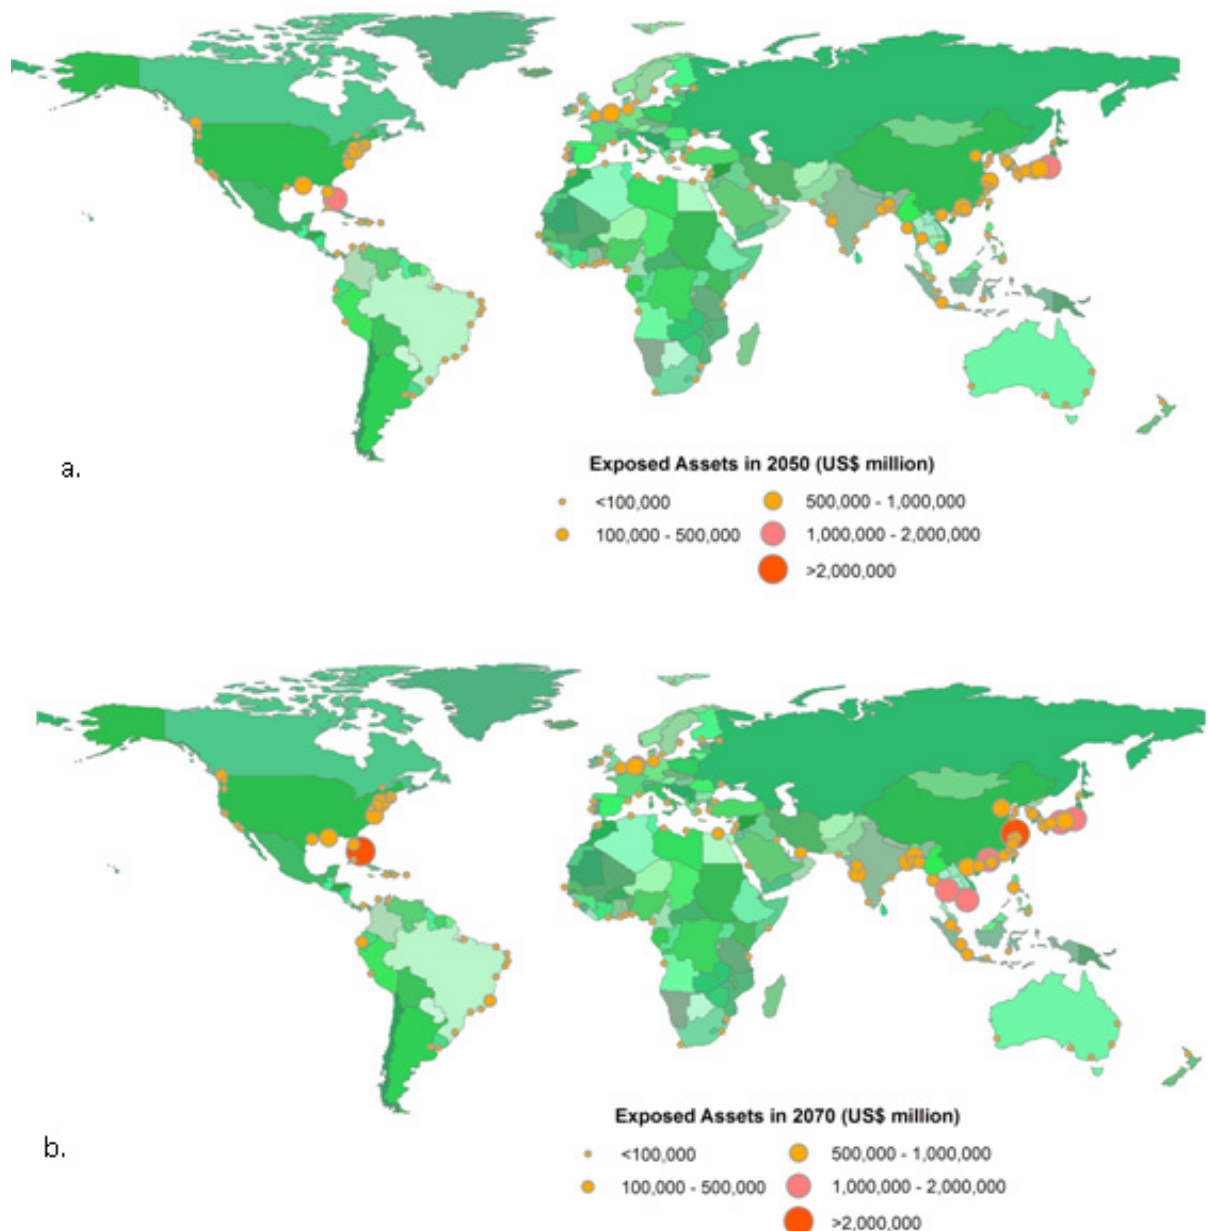 a.
Exposed Assets in 2050 (US$ million)
<100,000
500,000 - 1,000,000
100,000 - 500,000
1,000,000 - 2,000,000
>2,000,000
b.
Exposed Assets in 2070 (US$ million)
<100,000
500,000 - 1,000,000
100,000 - 500,000
1,000,000 - 2,000,000
>2,000,000